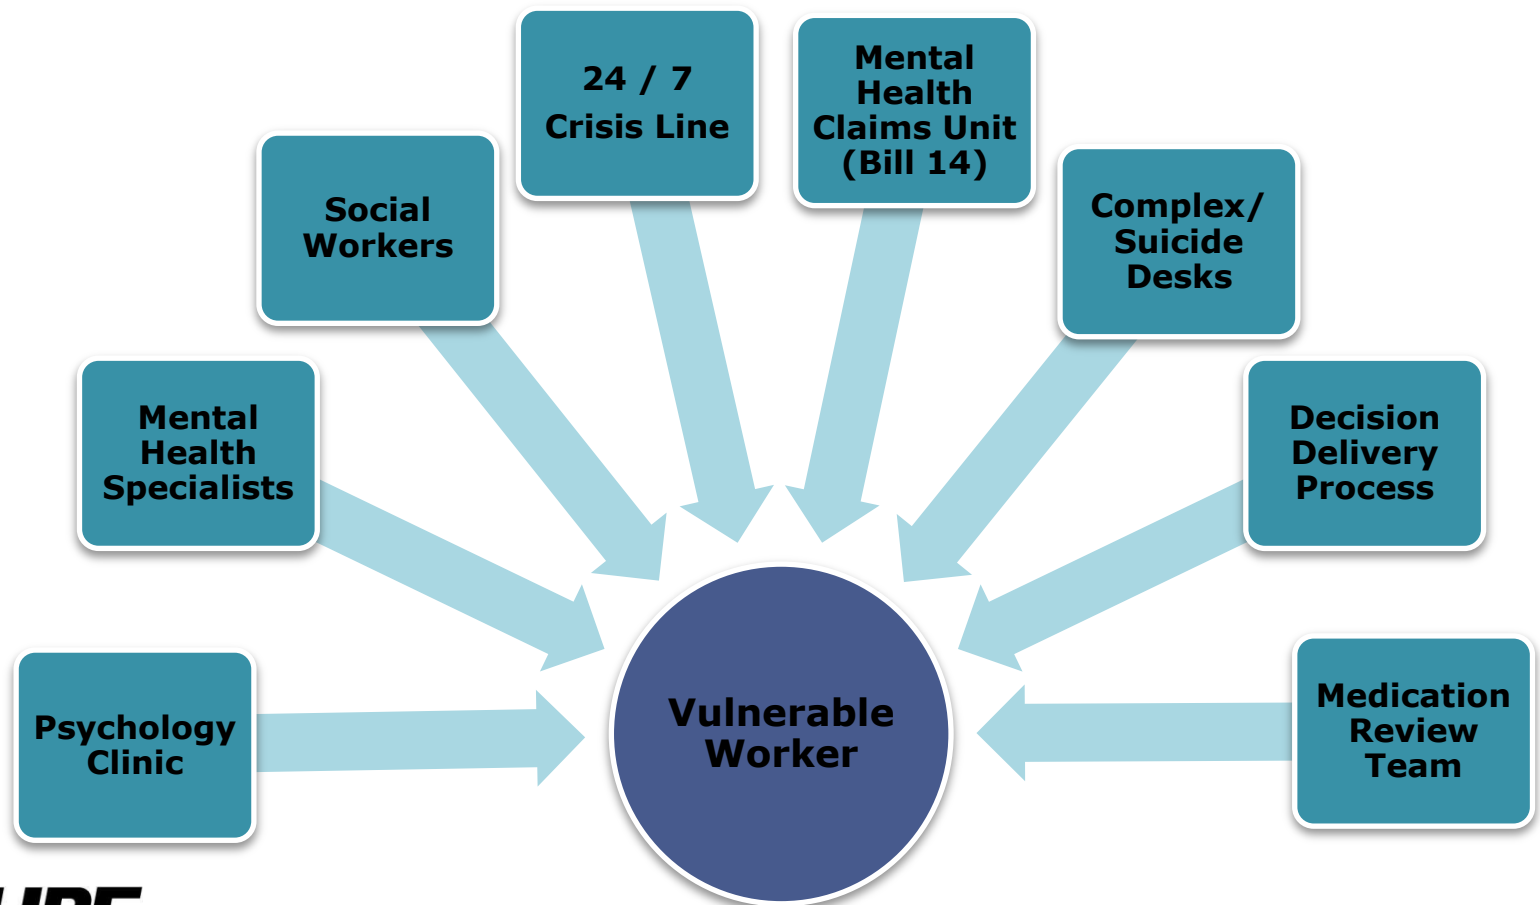 24 / 7
Crisis Line
Mental
Health
Claims Unit
(Bill 14)
Social
Workers
Complex/
Suicide
Desks
Mental
Health
Specialists
Decision
Delivery
Process
Psychology
Clinic
Vulnerable
Worker
Medication
Review
Team